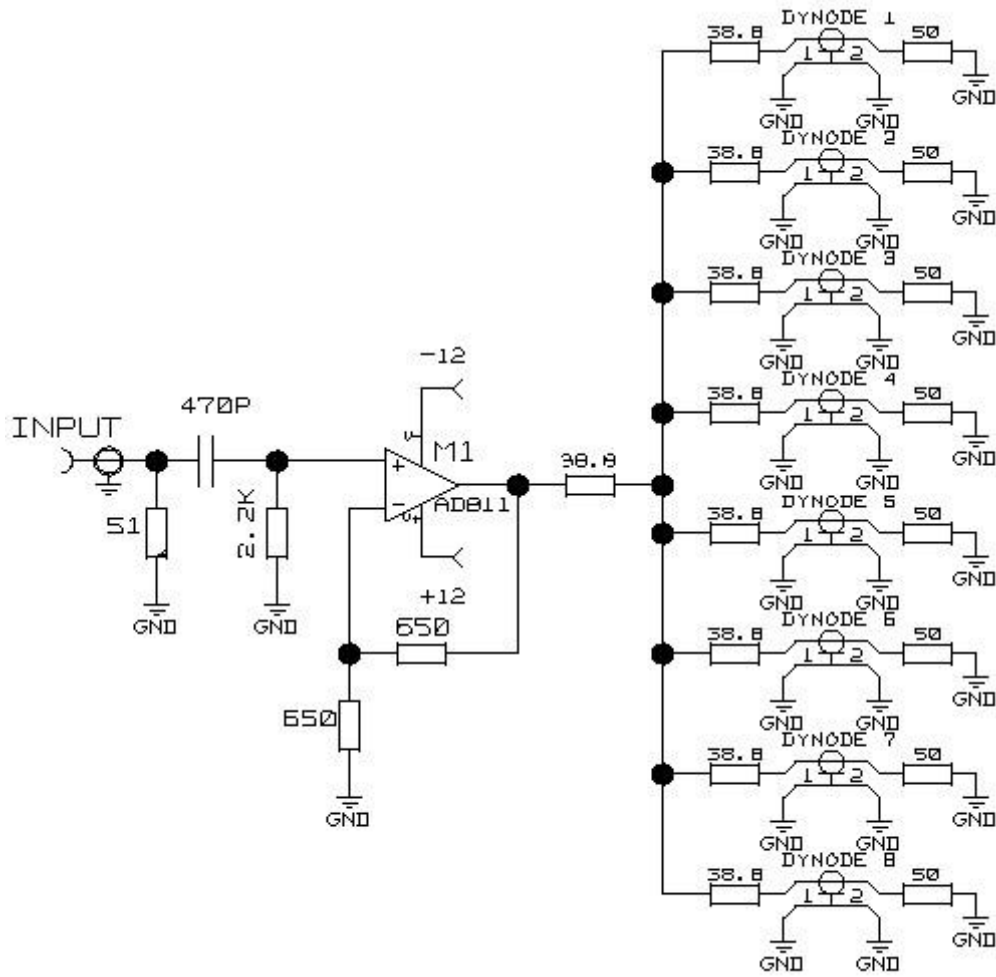 DYNODE 1
38.8
50
1 2
GND
GND GND
DYNODE 2
38.8
50
1 2
GND
GND GND
DYNODE 3
38.8
50
1 2
GND
GND GND
DYNODE 4
38.8
50
1 2
GND
GND GND
DYNODE 5
38.8
50
1 2
GND
GND GND
DYNODE 6
38.8
50
1 2
GND
GND GND
DYNODE 7
38.8
50
1 2
GND
GND GND
DYNODE 8
38.8
50
1 2
GND
GND GND
-12
470P
INPUT
V-
M1
+
-
AD811
V+
38.8
51
2.2K
+12
GND
GND
650
650
GND